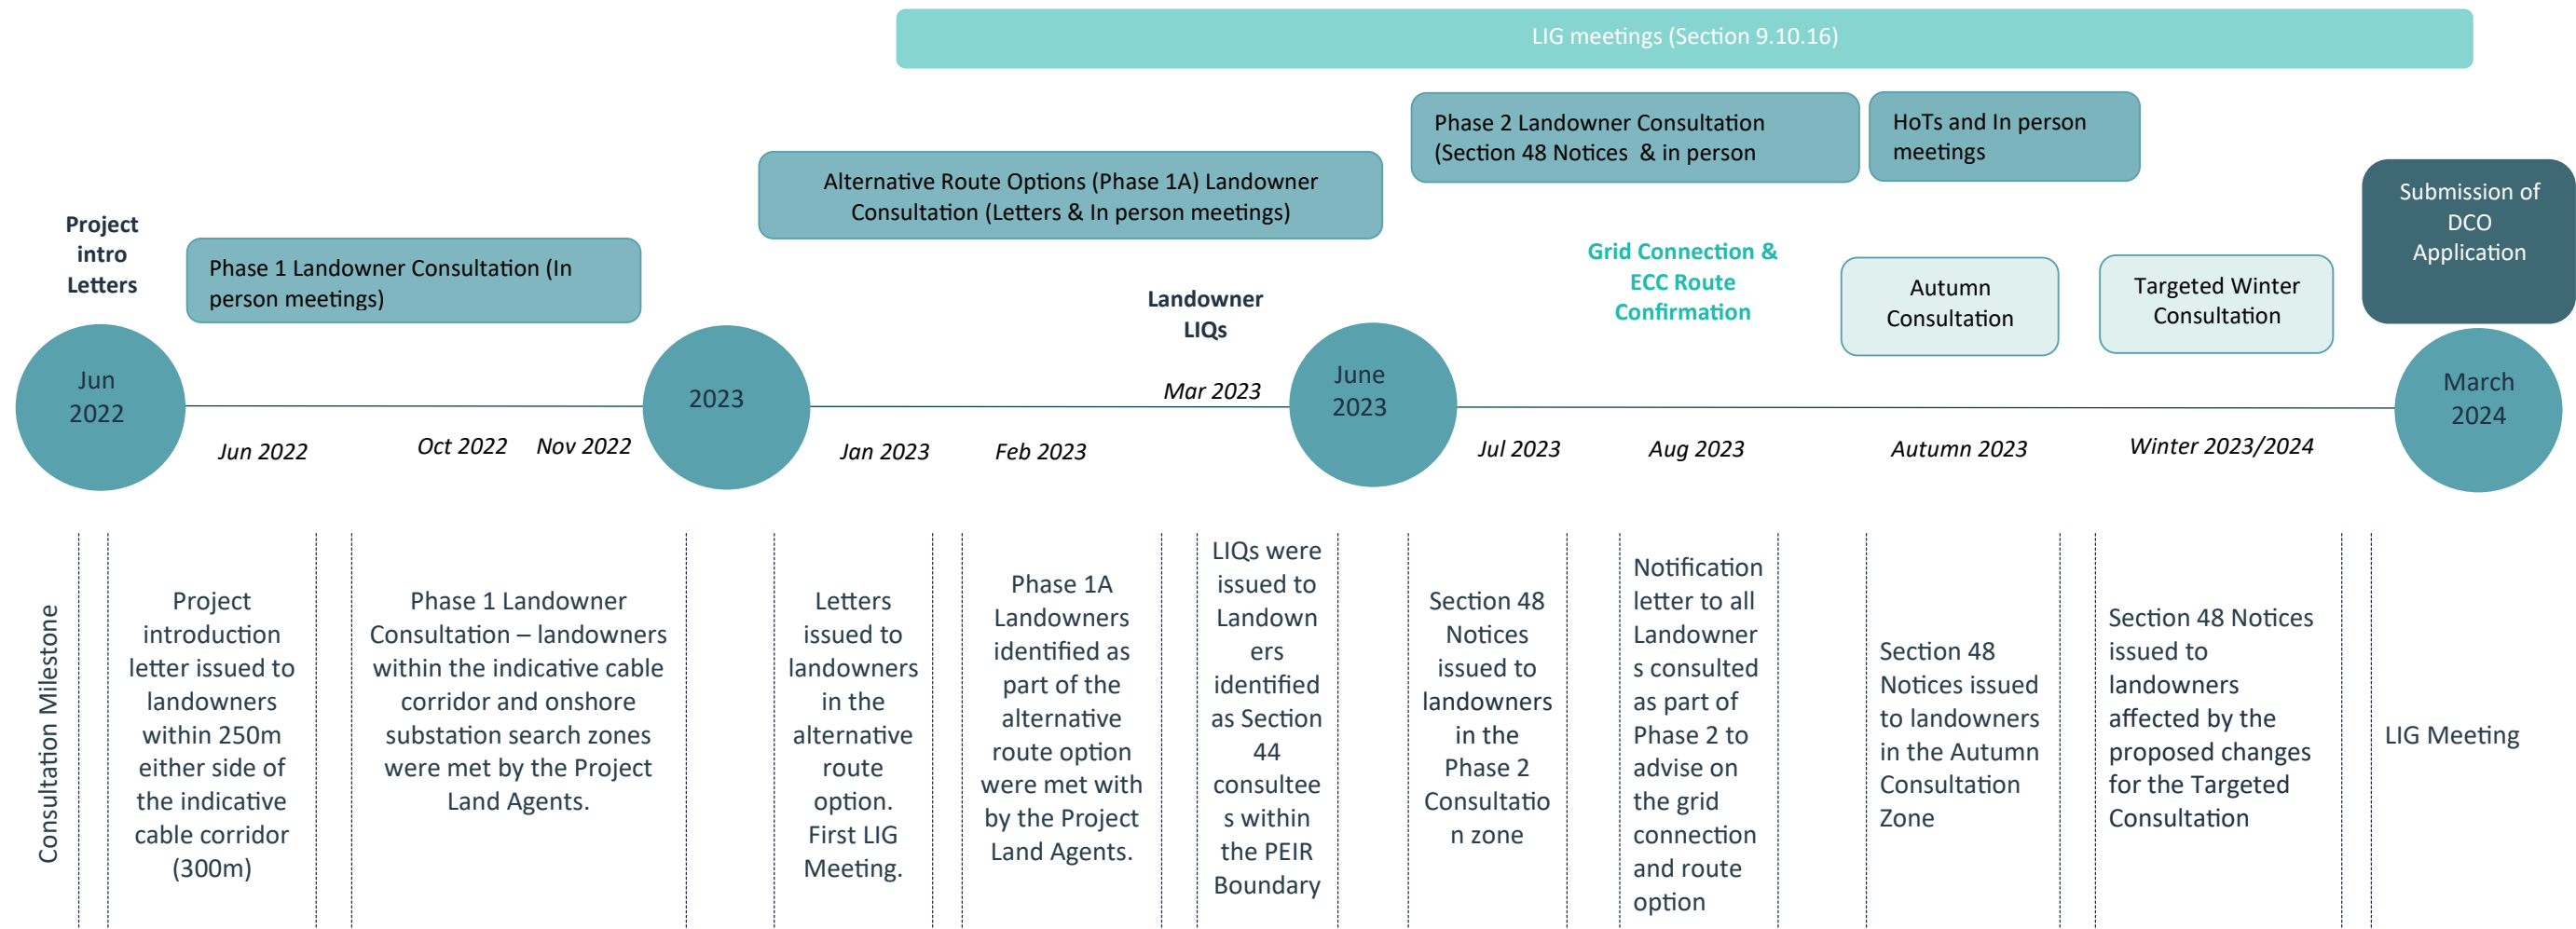 LIG meetings (Section 9.10.16)
Phase 2 Landowner Consultation
(Section 48 Notices & in person
HoTs and In person
meetings
Alternative Route Options (Phase 1A) Landowner
Consultation (Letters & In person meetings)
Submission of
DCO
Application
Project
intro
Letters
Phase 1 Landowner Consultation (In
person meetings)
Landowner
LIQs
Grid Connection &
ECC Route
Confirmation
Autumn
Consultation
Targeted Winter
Consultation
Jun
2022
2023
Mar 2023
June
2023
March
2024
Jun 2022
Oct 2022
Nov 2022
Jan 2023
Feb 2023
Jul 2023
Aug 2023
Autumn 2023
Winter 2023/2024
Consultation Milestone
Project
introduction
letter issued to
landowners
within 250m
either side of
the indicative
cable corridor
(300m)
Phase 1 Landowner
Consultation – landowners
within the indicative cable
corridor and onshore
substation search zones
were met by the Project
Land Agents.
Letters
issued to
landowners
in the
alternative
route
option.
First LIG
Meeting.
Phase 1A
Landowners
identified as
part of the
alternative
route option
were met with
by the Project
Land Agents.
LIQs were
issued to
Landown
ers
identified
as Section
44
consultee
s within
the PEIR
Boundary
Section 48
Notices
issued to
landowners
in the
Phase 2
Consultatio
n zone
Notification
letter to all
Landowner
s consulted
as part of
Phase 2 to
advise on
the grid
connection
and route
option
Section 48
Notices issued
to landowners
in the Autumn
Consultation
Zone
Section 48 Notices
issued to
landowners
affected by the
proposed changes
for the Targeted
Consultation
LIG Meeting